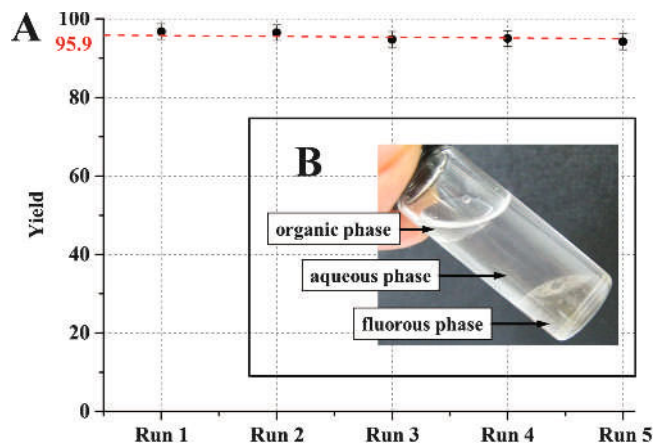 A
100
95.9
80
60
40
20
0
Yield
B
organic phase
aqueous phase
fluorous phase
Run 1 Run 2 Run 3 Run 4 Run 5